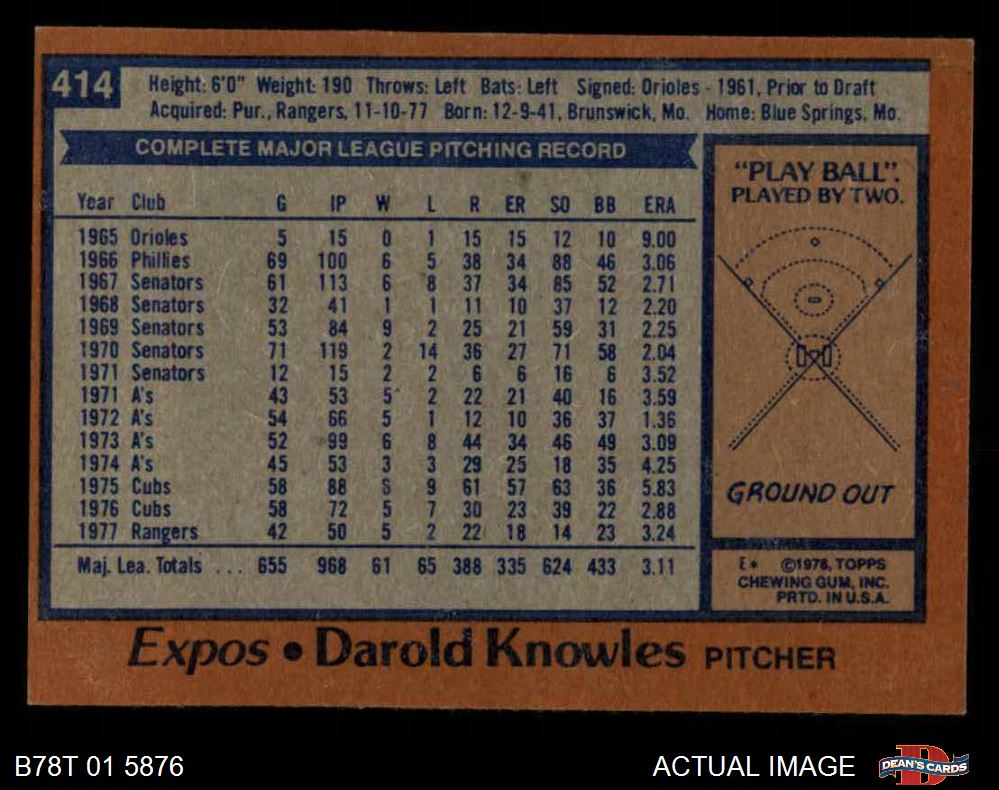 414
Height: 6'0" Weight: 190 Throws: Left Bats: Left Signed: Orioles - 1961, Prior to Draft
Acquired: Pur., Rangers, 11-10-77 Born: 12-9-41, Brunswick, Mo. Home: Blue Springs, Mo.
COMPLETE MAJOR LEAGUE PITCHING RECORD
Year Club G IP W L R ER SO BB ERA
1965 Orioles 5 15 0 1 15 15 12 10 9.00
1966 Phillies 69 100 6 5 38 34 88 46 3.06
1967 Senators 61 113 6 8 37 34 85 52 2.71
1968 Senators 32 41 1 1 11 10 37 12 2.20
1969 Senators 53 84 9 2 25 21 59 31 2.25
1970 Senators 71 119 2 14 36 27 71 58 2.04
1971 Senators 12 15 2 2 6 6 16 6 3.52
1971 A's 43 53 5 2 22 21 40 16 3.59
1972 A's 54 66 5 1 12 10 36 37 1.36
1973 A's 52 99 6 8 44 34 46 49 3.09
1974 A's 45 53 3 3 29 25 18 35 4.25
1975 Cubs 58 88 9 61 57 63 36 5.83
1976 Cubs 58 72 5 7 30 23 39 22 2.88
1977 Rangers 42 50 5 2 22 18 14 23 3.24
Maj. Lea. Totals ... 655 968 61 65 388 335 624 433 3.11
"PLAY BALL".
PLAYED BY TWO.
GROUND OUT
E* ©1978, TOPPS
CHEWING GUM, INC.
PRTD. IN U.S.A.
Expos • Darold Knowles PITCHER
B78T 01 5876
ACTUAL IMAGE
DEAN'S CARDS